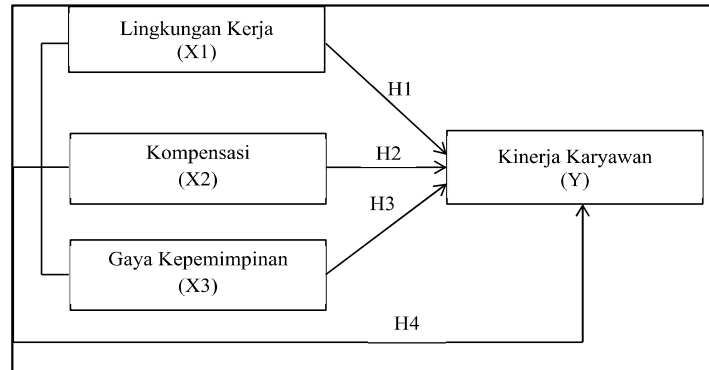 Lingkungan Kerja
(X1)
H1
Kompensasi
(X2)
H2
Kinerja Karyawan
(Y)
H3
Gaya Kepemimpinan
(X3)
H4